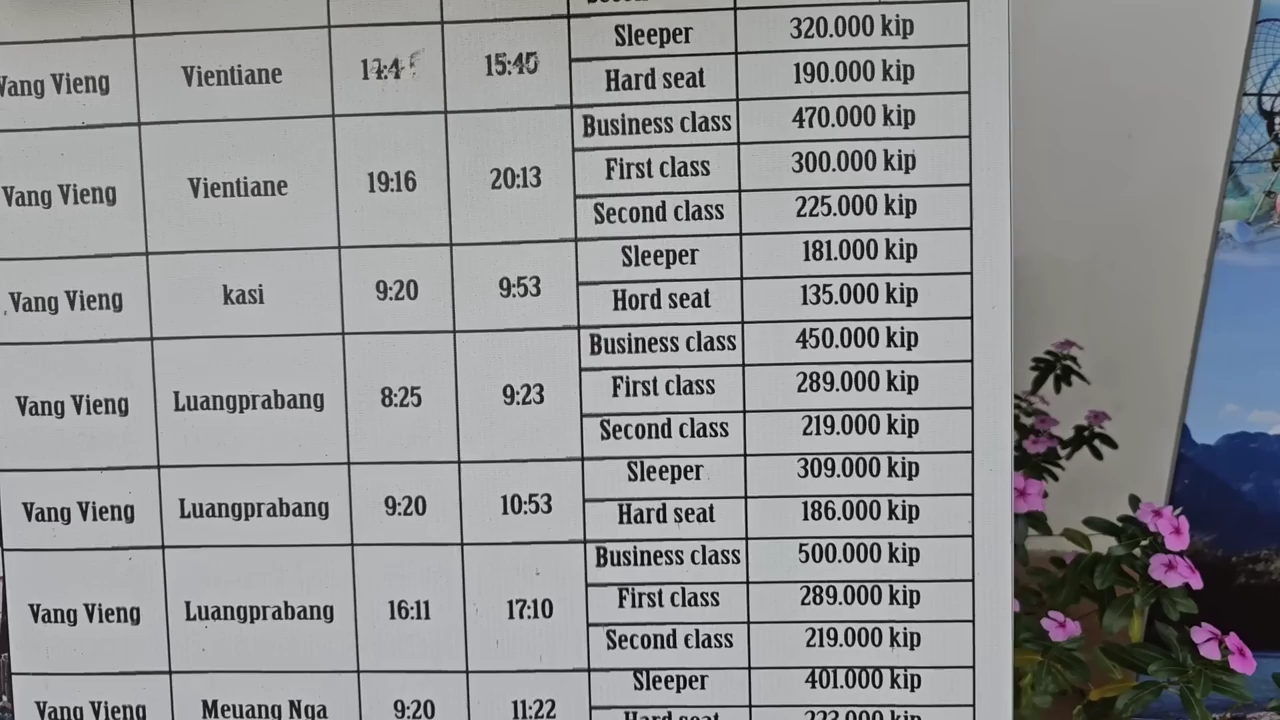 Sleeper 320.000 kip
Vang Vieng Vientiane 15:45
Hard seat 190.000 kip
Business class 470.000 kip
Vang Vieng Vientiane 19:16 20:13 First class 300.000 kip
Second class 225.000 kip
Sleeper 181.000 kip
Vang Vieng kasi 9:20 9:53
Hord seat 135.000 kip
Business class 450.000 kip
Vang Vieng Luangprabang 8:25 9:23 First class 289.000 kip
Second class 219.000 kip
Sleeper 309.000 kip
Vang Vieng Luangprabang 9:20 10:53
Hard seat 186.000 kip
Business class 500.000 kip
Vang Vieng Luangprabang 16:11 17:10 First class 289.000 kip
Second class 219.000 kip
Sleeper 401.000 kip
Vang Vieng Meuang Nga 9:20 11:22
Hard seat kip